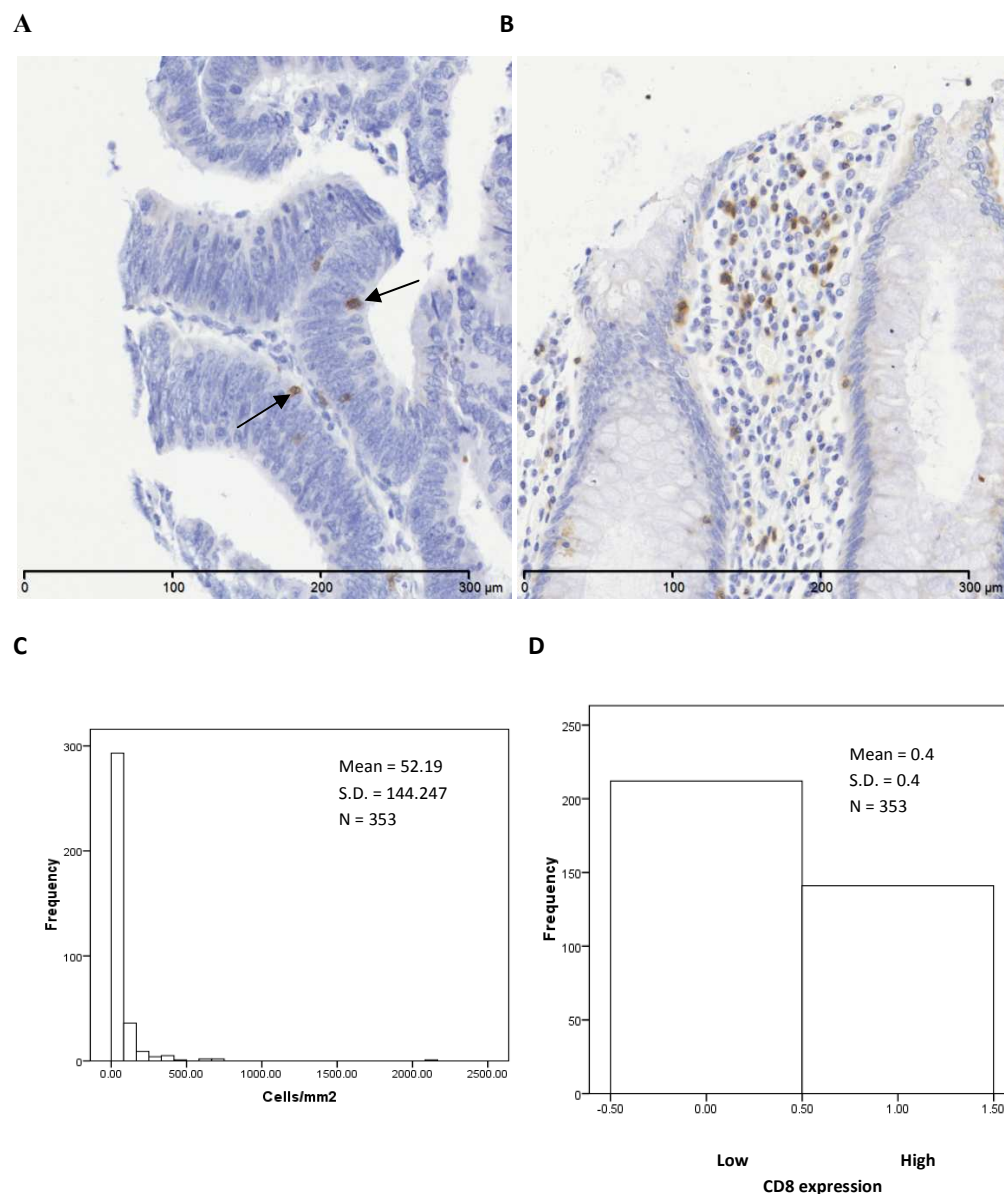 A
B
0 100 200 300 µm
0 100 200 300 µm
C
D
Mean = 52.19
S.D. = 144.247
N = 353
300
200
100
0
Frequency
0.00 500.00 1000.00 1500.00 2000.00 2500.00
Cells/mm2
Mean = 0.4
S.D. = 0.4
N = 353
250
200
150
100
50
0
Frequency
-0.50 0.00 0.50 1.00 1.50
Low High
CD8 expression